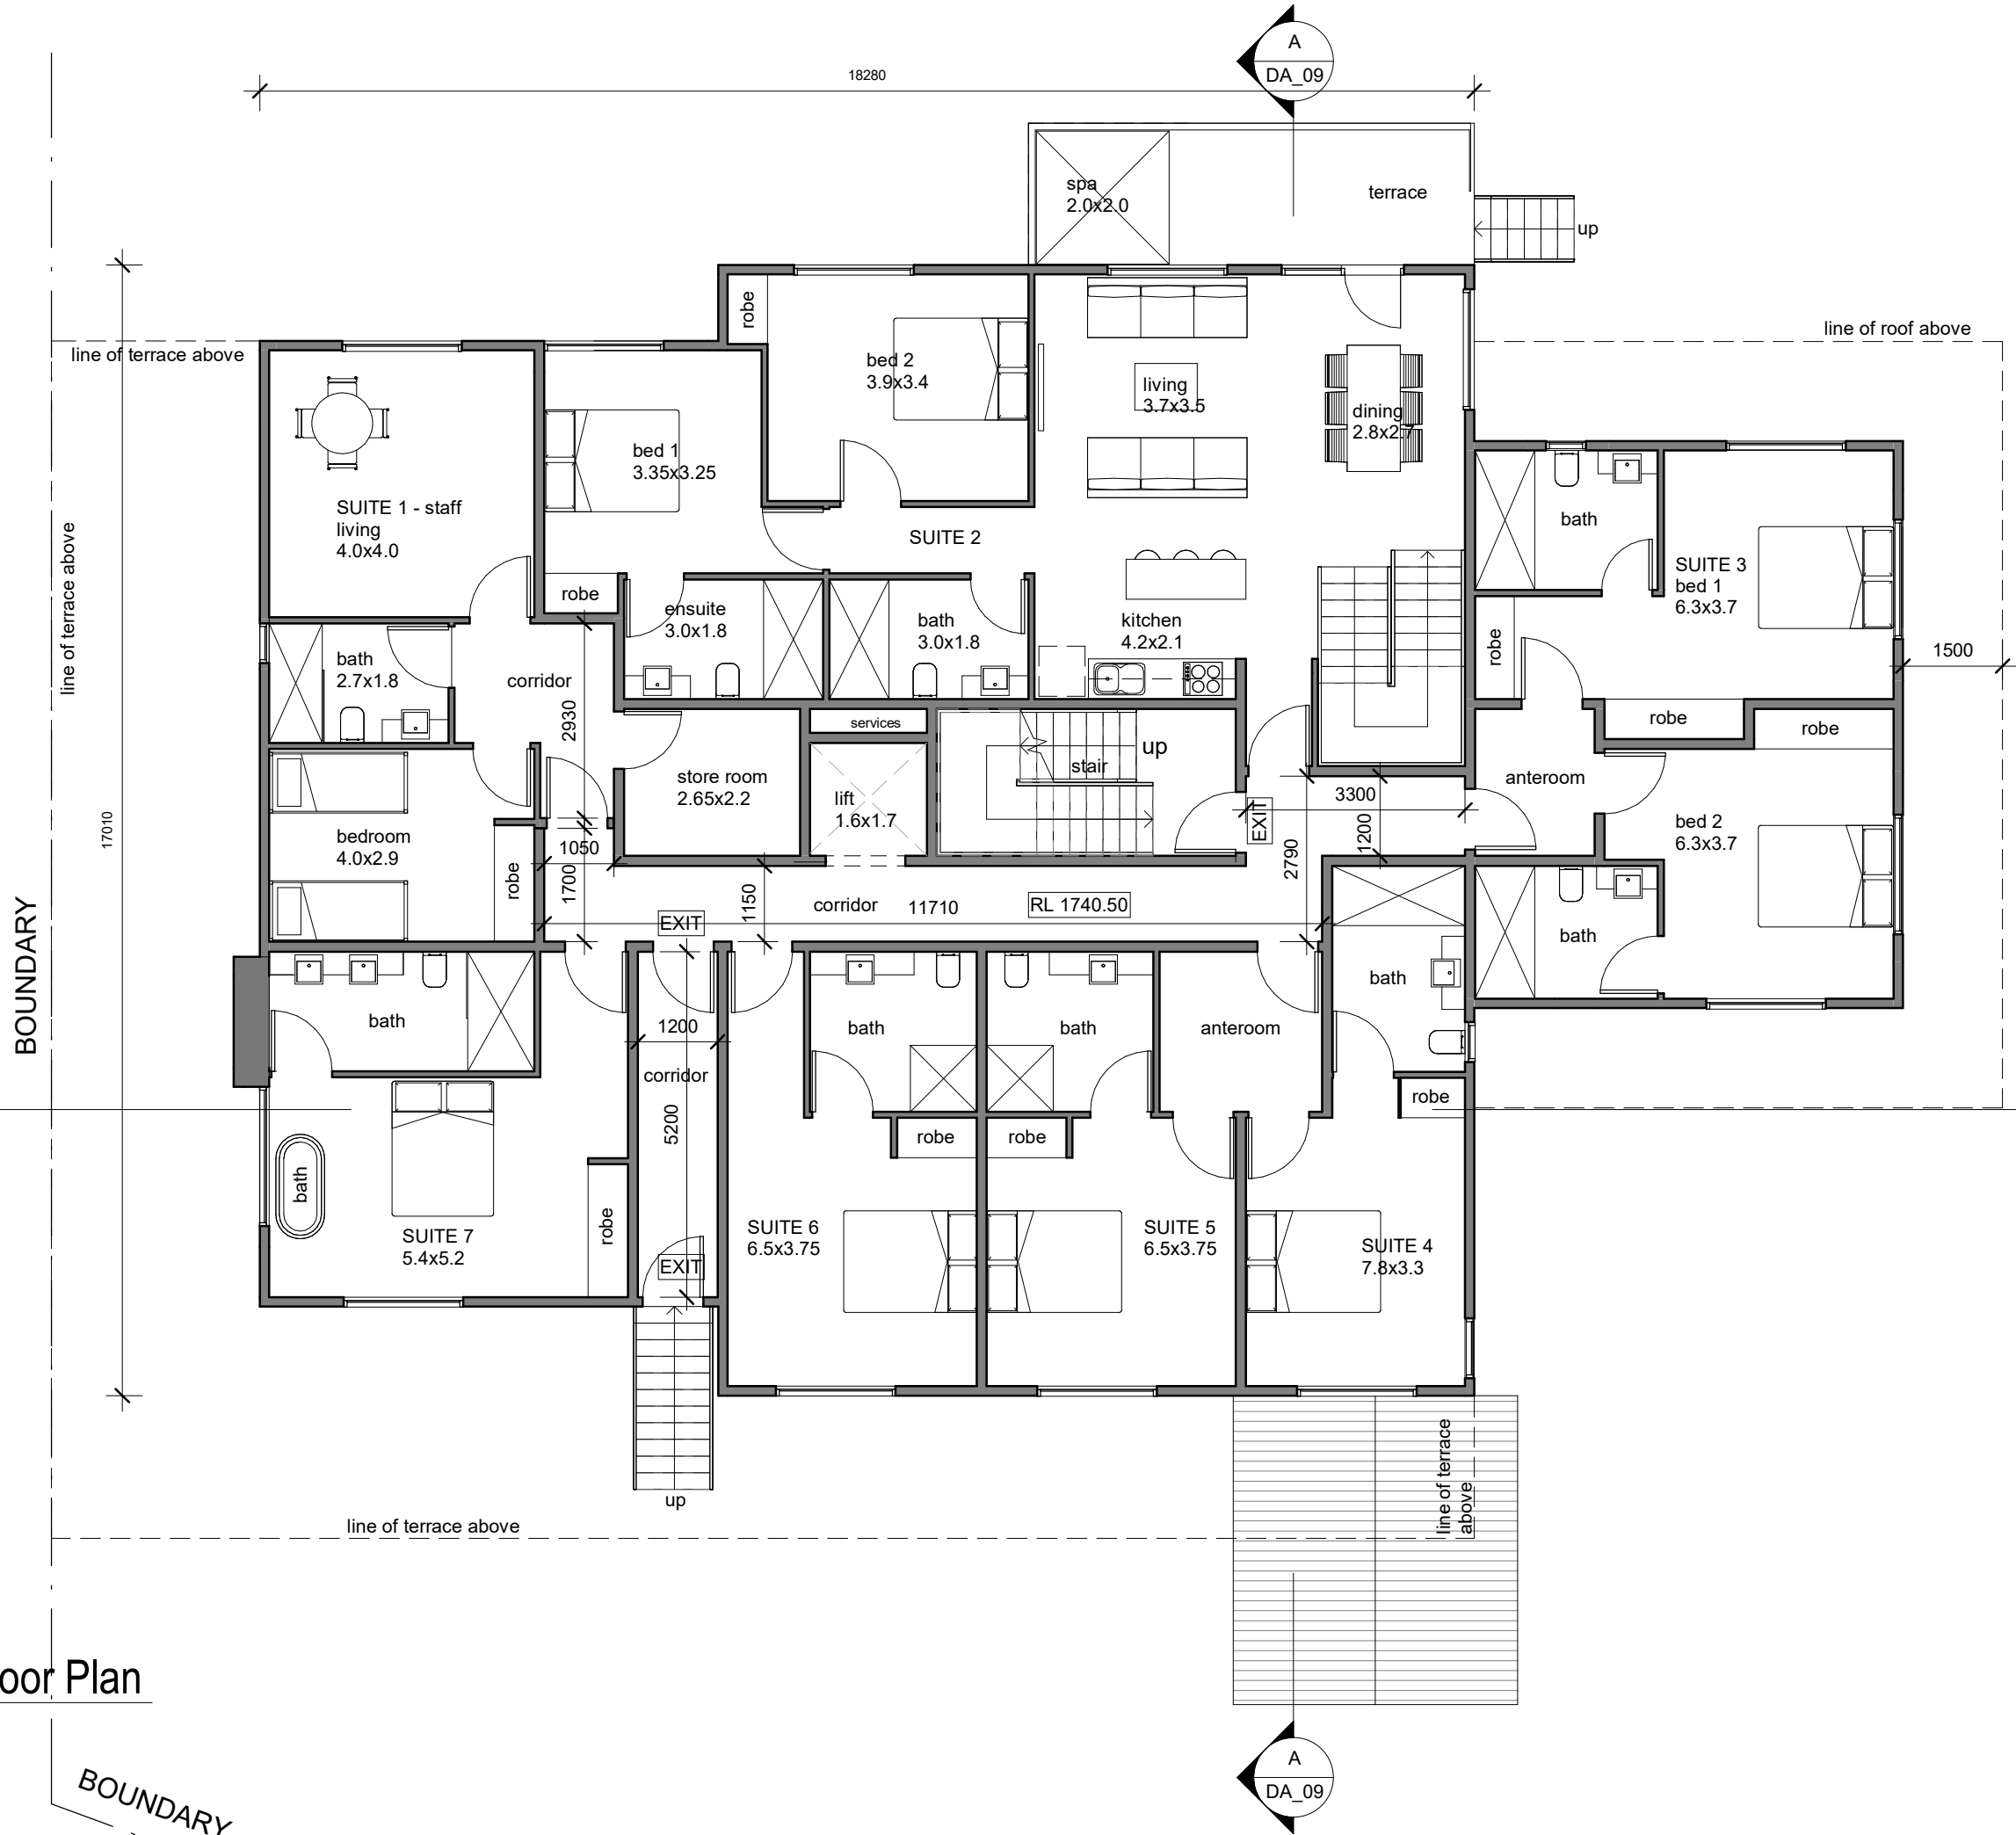 A
DA_09
18280
spa
2.0x2.0
terrace
up
line of roof above
line of terrace above
robe
bed 2
3.9x3.4
living
3.7x3.5
dining
2.8x2.7
bed 1
3.35x3.25
SUITE 1 - staff
living
4.0x4.0
SUITE 2
bath
SUITE 3
bed 1
6.3x3.7
line of terrace above
robe
ensuite
3.0x1.8
bath
3.0x1.8
kitchen
4.2x2.1
robe
1500
bath
2.7x1.8
corridor
2930
services
robe
robe
up
stair
store room
2.65x2.2
lift
1.6x1.7
anteroom
3300
EXIT
1200
2790
17010
bedroom
4.0x2.9
robe
1050
1700
1150
bed 2
6.3x3.7
corridor
11710
RL 1740.50
EXIT
BOUNDARY
bath
bath
bath
1200
bath
bath
anteroom
corridor
5200
robe
robe
robe
bath
SUITE 7
5.4x5.2
robe
SUITE 6
6.5x3.75
SUITE 5
6.5x3.75
SUITE 4
7.8x3.3
EXIT
up
line of terrace above
line of terrace
above
oor Plan
A
DA_09
BOUNDARY